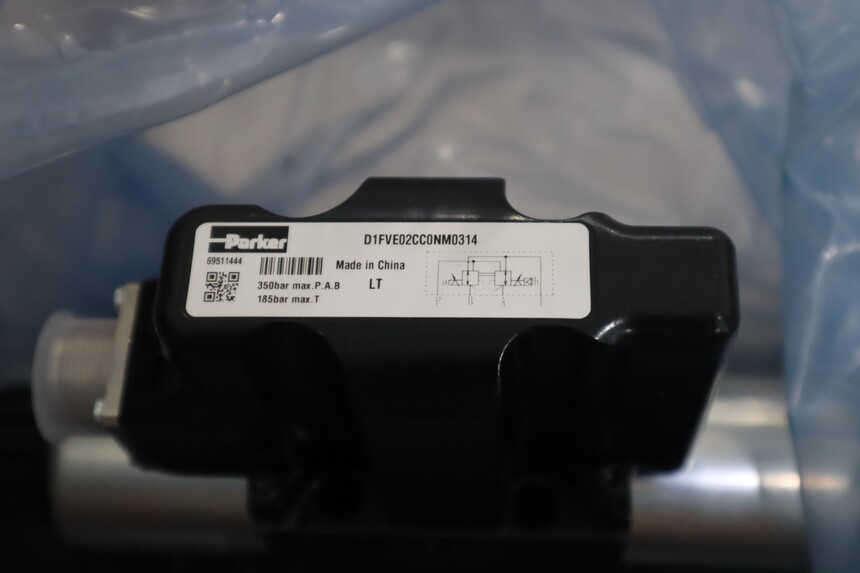 Parker
D1FVE02CC0NM0314
69511444
Made in China
350bar max.P.A.B
LT
185bar max.T